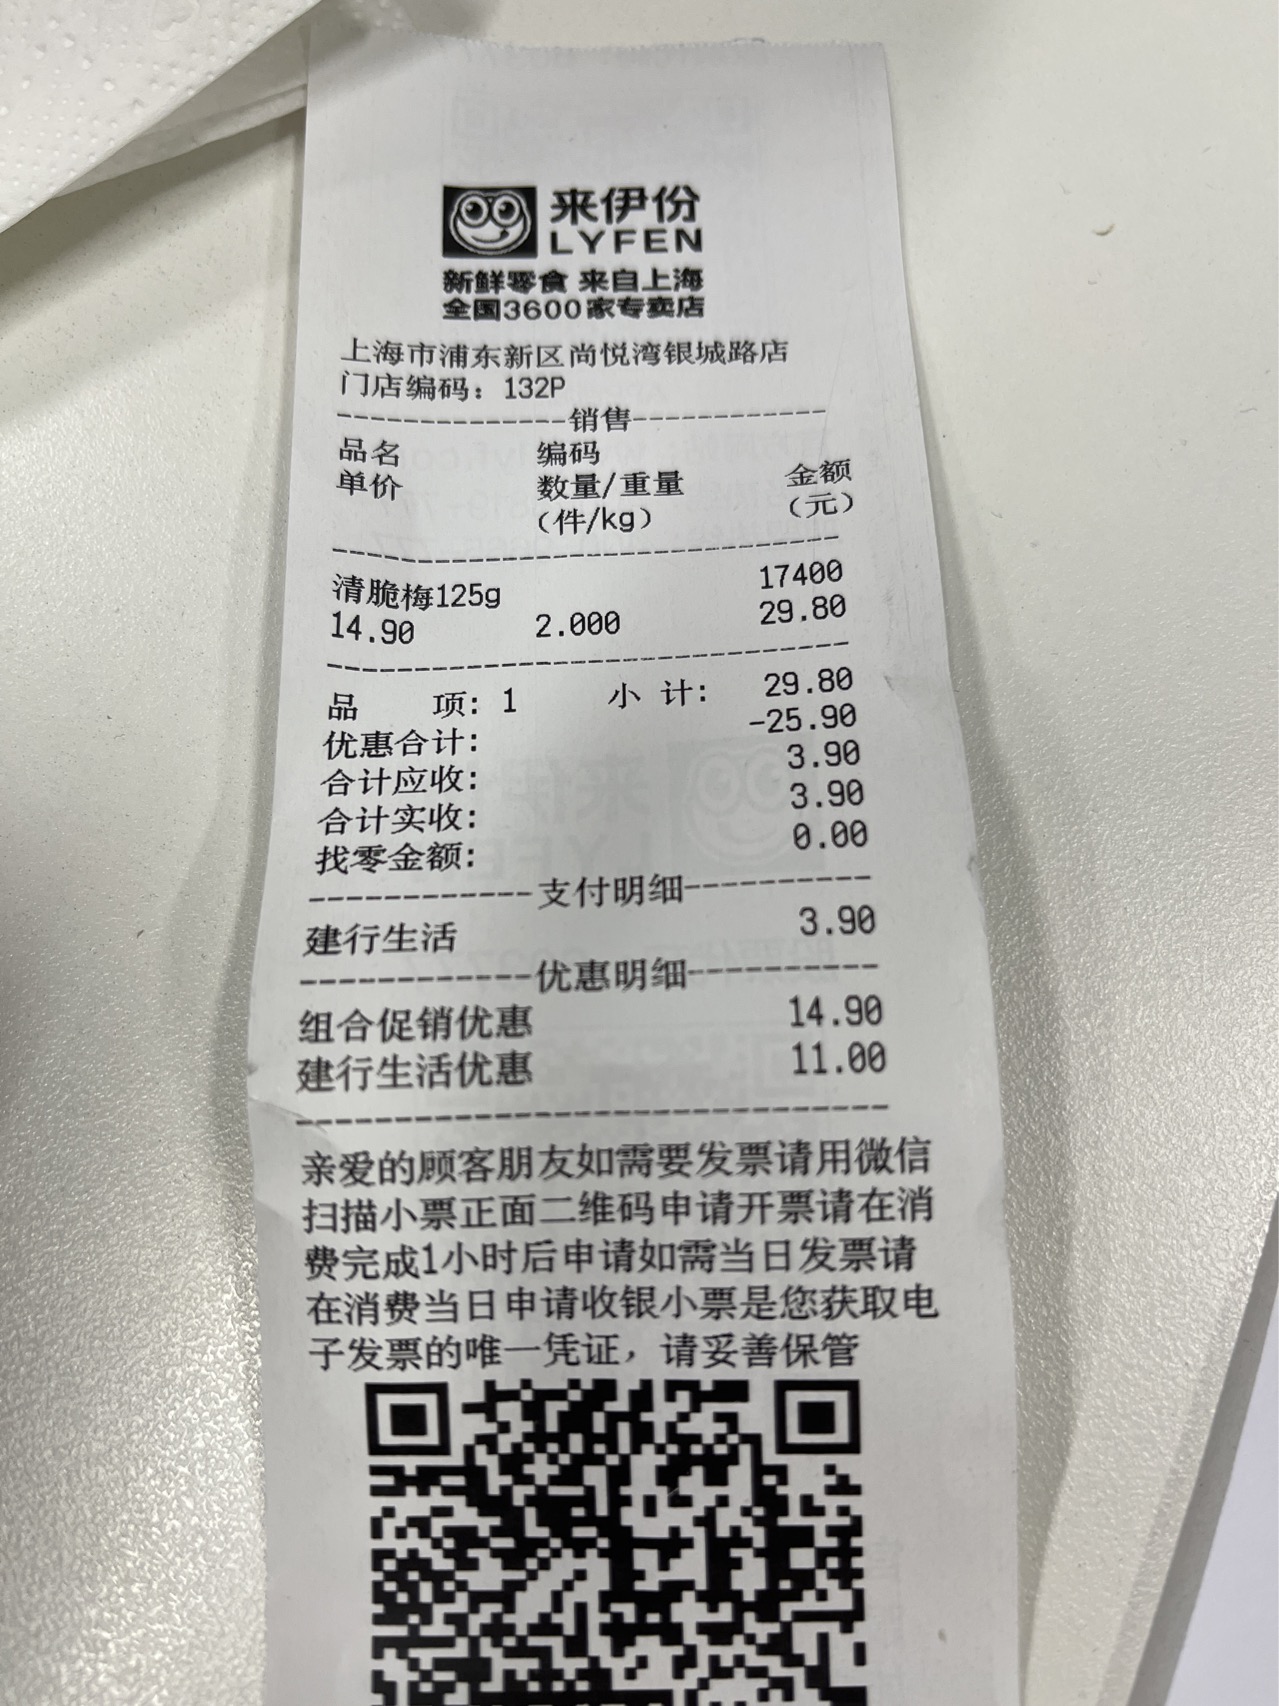 来伊份
LYFEN
新鲜零食 来自上海
全国3600家专卖店
上海市浦东新区尚悦湾银城路店
门店编码：132P
--------------销售------------
品名 编码
单价 数量/重量 金额
（件/kg） （元）
清脆梅125g 17400
14.90 2.000 29.80
品 项: 1 小 计: 29.80
优惠合计: -25.90
合计应收: 3.90
合计实收: 3.90
找零金额: 0.00
------------支付明细-----------
建行生活 3.90
------------优惠明细-----------
组合促销优惠 14.90
建行生活优惠 11.00
亲爱的顾客朋友如需要发票请用微信
扫描小票正面二维码申请开票请在消
费完成1小时后申请如需当日发票请
在消费当日申请收银小票是您获取电
子发票的唯一凭证，请妥善保管